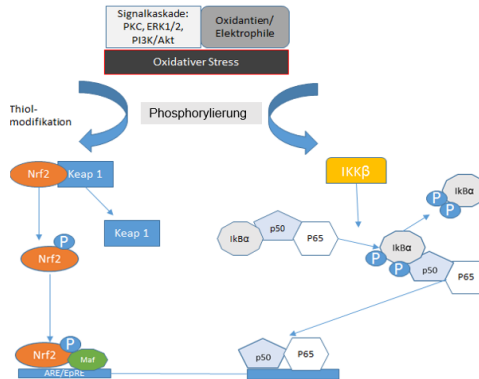 Signalkaskade:
PKC, ERK1/2,
PI3K/Akt
Oxidantien/
Elektrophile
Oxidativer Stress
Thiol-
modifikation
Phosphorylierung
Nrf2
Keap 1
IKKβ
P
IkBα
P
P
Keap 1
IkBα
p50
P65
P
Nrf2
IkBα
P
P
p50
P65
P
Nrf2
Maf
ARE/EpRE
p50
P65